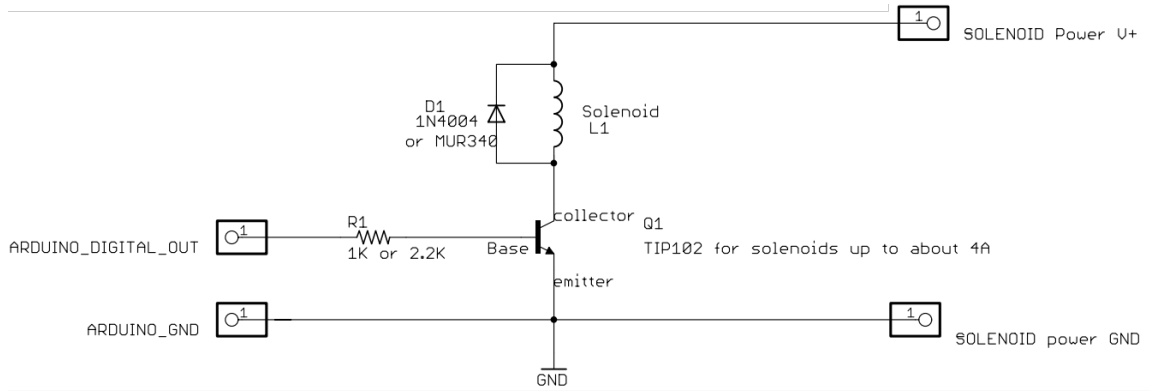 1
SOLENOID Power V+
D1
1N4004
or MUR340
Solenoid
L1
collector
Q1
R1
1
ARDUINO_DIGITAL_OUT
1K or 2.2K
Base
TIP102 for solenoids up to about 4A
emitter
1
ARDUINO_GND
1
SOLENOID power GND
GND